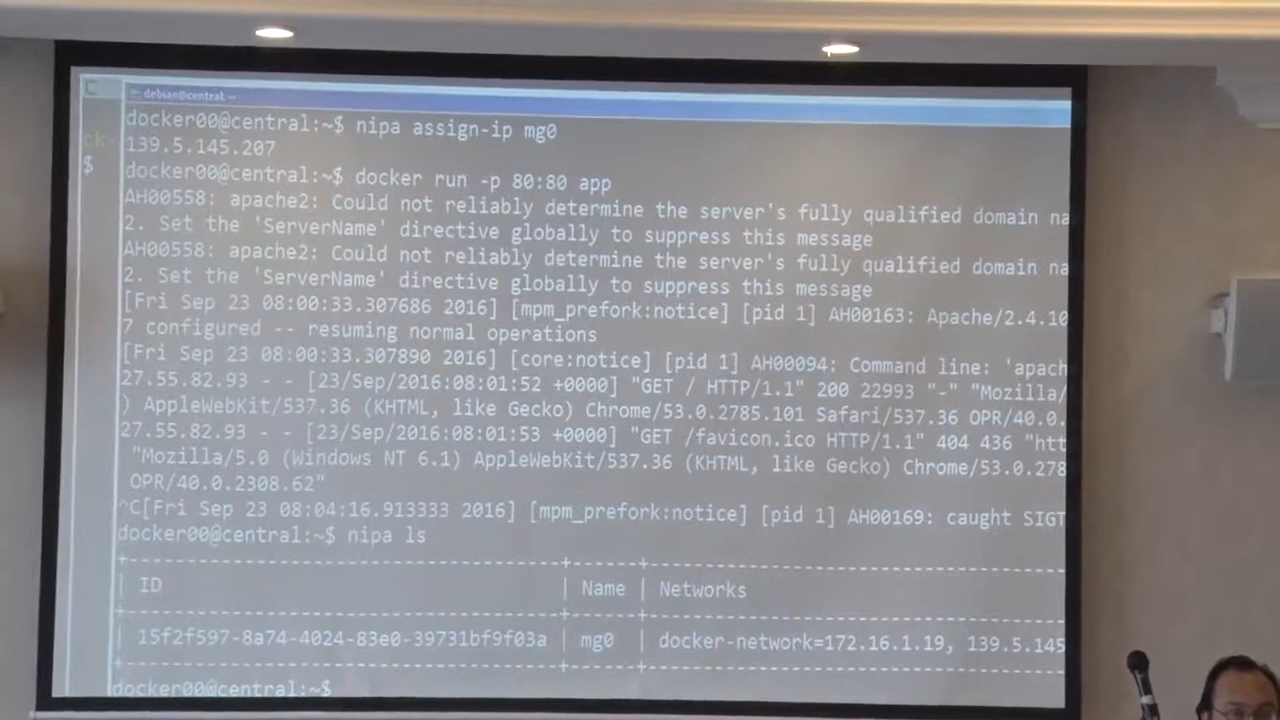 debian@central: ~
docker00@central:~$ nipa assign-ip mg0
139.5.145.207
$ docker00@central:~$ docker run -p 80:80 app
AH00558: apache2: Could not reliably determine the server's fully qualified domain na
2. Set the 'ServerName' directive globally to suppress this message
AH00558: apache2: Could not reliably determine the server's fully qualified domain na
2. Set the 'ServerName' directive globally to suppress this message
[Fri Sep 23 08:00:33.307686 2016] [mpm_prefork:notice] [pid 1] AH00163: Apache/2.4.10
7 configured -- resuming normal operations
[Fri Sep 23 08:00:33.307890 2016] [core:notice] [pid 1] AH00094: Command line: 'apach
27.55.82.93 - - [23/Sep/2016:08:01:52 +0000] "GET / HTTP/1.1" 200 22993 "-" "Mozilla/
) AppleWebKit/537.36 (KHTML, like Gecko) Chrome/53.0.2785.101 Safari/537.36 OPR/40.0.
27.55.82.93 - - [23/Sep/2016:08:01:53 +0000] "GET /favicon.ico HTTP/1.1" 404 436 "htt
"Mozilla/5.0 (Windows NT 6.1) AppleWebKit/537.36 (KHTML, like Gecko) Chrome/53.0.278
OPR/40.0.2308.62"
^C[Fri Sep 23 08:04:16.913333 2016] [mpm_prefork:notice] [pid 1] AH00169: caught SIGT
docker00@central:~$ nipa ls
| ID | Name | Networks
| 15f2f597-8a74-4024-83e0-39731bf9f03a | mg0 | docker-network=172.16.1.19, 139.5.145
docker00@central:~$